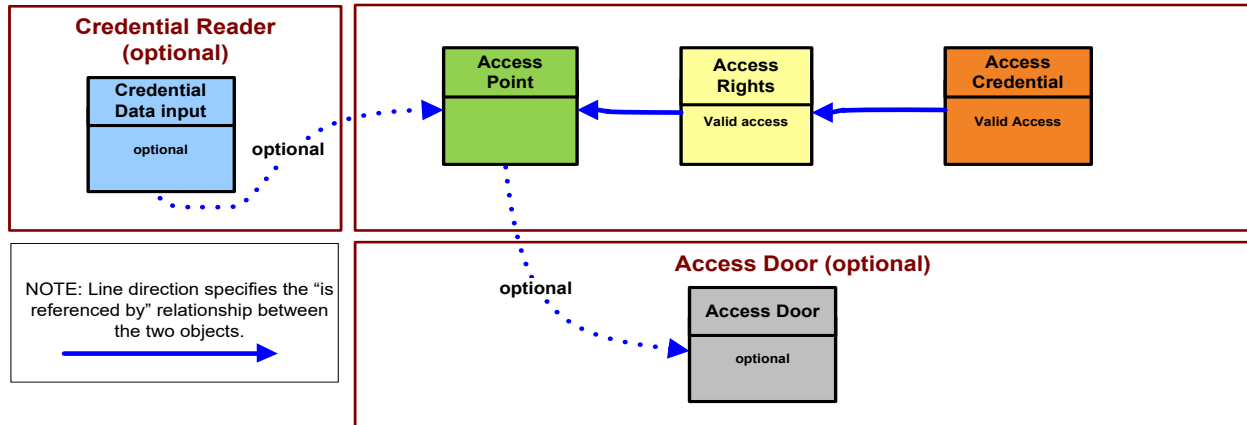 Credential Reader
(optional)
Credential
Data input
optional
optional
Access
Point
Access
Rights
Valid access
Access
Credential
Valid Access
NOTE: Line direction specifies the “is
referenced by” relationship between
the two objects.
Access Door (optional)
optional
Access Door
optional